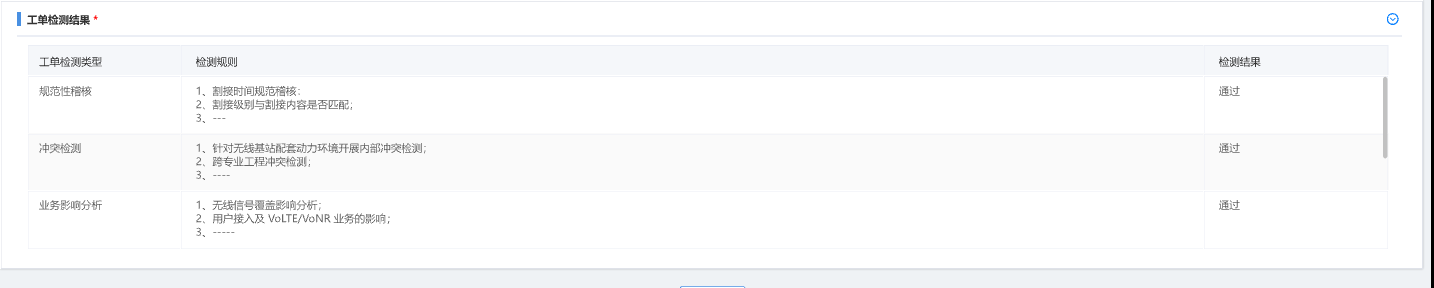 工单检测结果 *
工单检测类型 检测规则 检测结果
规范性稽核 1、割接时间规范稽核: 通过
2、割接级别与割接内容是否匹配;
3、---
冲突检测 1、针对无线基站配套动力环境开展内部冲突检测; 通过
2、跨专业工程冲突检测;
3、----
业务影响分析 1、无线信号覆盖影响分析; 通过
2、用户接入及 VoLTE/VoNR 业务的影响;
3、-----